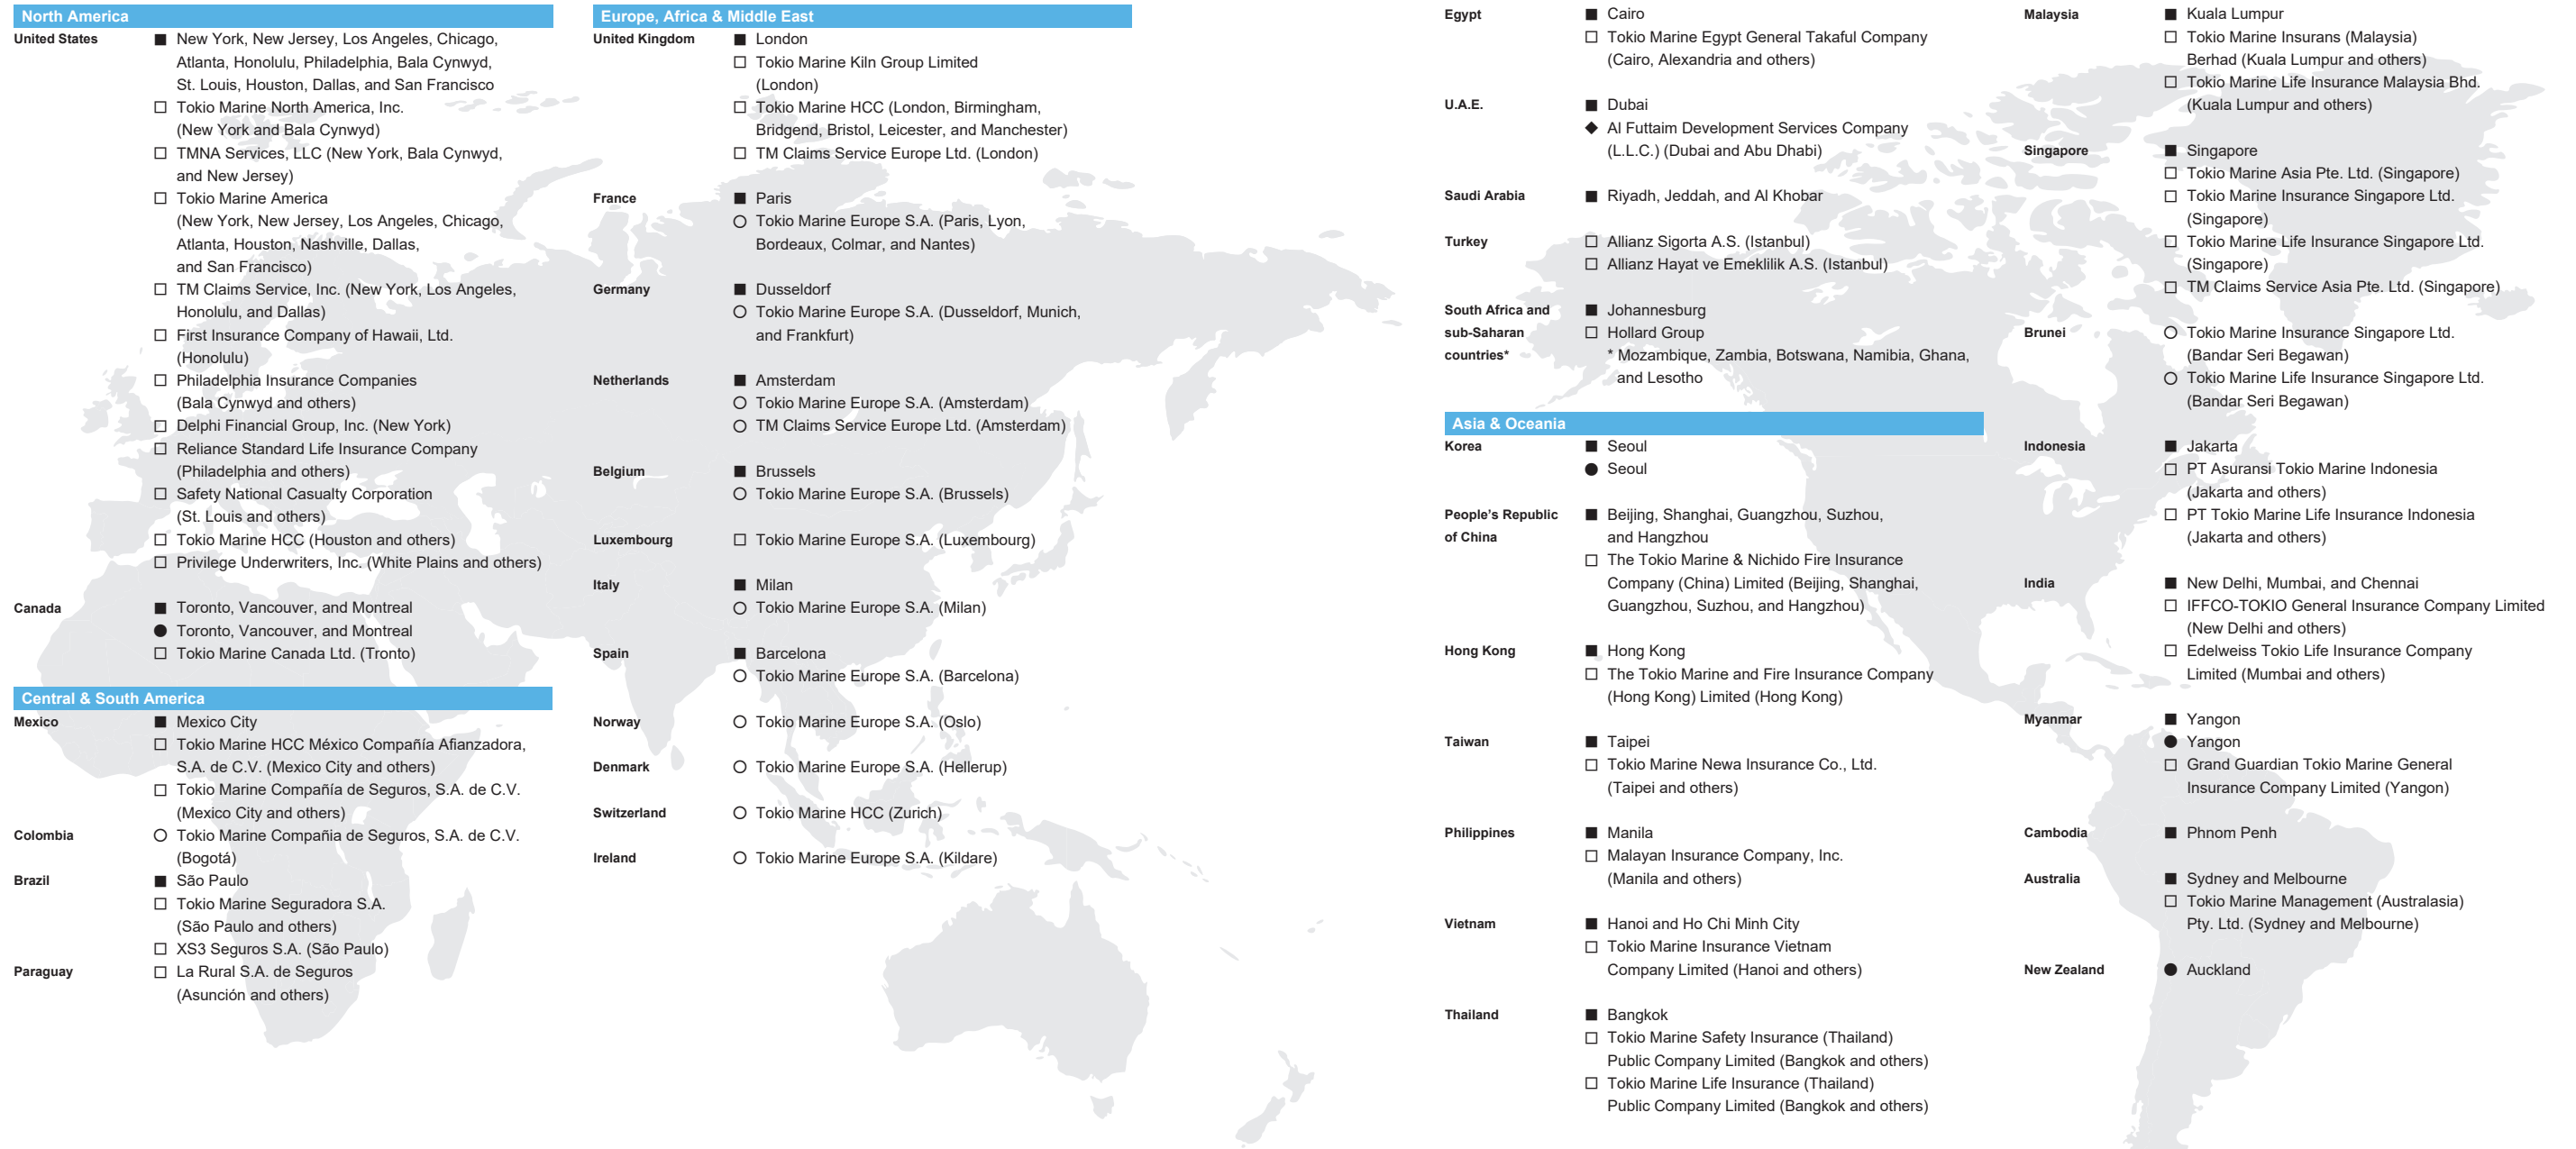 North America
United States
■ New York, New Jersey, Los Angeles, Chicago,
Atlanta, Honolulu, Philadelphia, Bala Cynwyd,
St. Louis, Houston, Dallas, and San Francisco
□ Tokio Marine North America, Inc.
(New York and Bala Cynwyd)
□ TMNA Services, LLC (New York, Bala Cynwyd,
and New Jersey)
□ Tokio Marine America
(New York, New Jersey, Los Angeles, Chicago,
Atlanta, Houston, Nashville, Dallas,
and San Francisco)
□ TM Claims Service, Inc. (New York, Los Angeles,
Honolulu, and Dallas)
□ First Insurance Company of Hawaii, Ltd.
(Honolulu)
□ Philadelphia Insurance Companies
(Bala Cynwyd and others)
□ Delphi Financial Group, Inc. (New York)
□ Reliance Standard Life Insurance Company
(Philadelphia and others)
□ Safety National Casualty Corporation
(St. Louis and others)
□ Tokio Marine HCC (Houston and others)
□ Privilege Underwriters, Inc. (White Plains and others)
Canada
■ Toronto, Vancouver, and Montreal
● Toronto, Vancouver, and Montreal
□ Tokio Marine Canada Ltd. (Tronto)
Central & South America
Mexico
■ Mexico City
□ Tokio Marine HCC México Compañía Afianzadora,
S.A. de C.V. (Mexico City and others)
□ Tokio Marine Compañía de Seguros, S.A. de C.V.
(Mexico City and others)
Colombia
○ Tokio Marine Compañia de Seguros, S.A. de C.V.
(Bogotá)
Brazil
■ São Paulo
□ Tokio Marine Seguradora S.A.
(São Paulo and others)
□ XS3 Seguros S.A. (São Paulo)
Paraguay
□ La Rural S.A. de Seguros
(Asunción and others)
Europe, Africa & Middle East
United Kingdom
■ London
□ Tokio Marine Kiln Group Limited
(London)
□ Tokio Marine HCC (London, Birmingham,
Bridgend, Bristol, Leicester, and Manchester)
□ TM Claims Service Europe Ltd. (London)
France
■ Paris
○ Tokio Marine Europe S.A. (Paris, Lyon,
Bordeaux, Colmar, and Nantes)
Germany
■ Dusseldorf
○ Tokio Marine Europe S.A. (Dusseldorf, Munich,
and Frankfurt)
Netherlands
■ Amsterdam
○ Tokio Marine Europe S.A. (Amsterdam)
○ TM Claims Service Europe Ltd. (Amsterdam)
Belgium
■ Brussels
○ Tokio Marine Europe S.A. (Brussels)
Luxembourg
□ Tokio Marine Europe S.A. (Luxembourg)
Italy
■ Milan
○ Tokio Marine Europe S.A. (Milan)
Spain
■ Barcelona
○ Tokio Marine Europe S.A. (Barcelona)
Norway
○ Tokio Marine Europe S.A. (Oslo)
Denmark
○ Tokio Marine Europe S.A. (Hellerup)
Switzerland
○ Tokio Marine HCC (Zurich)
Ireland
○ Tokio Marine Europe S.A. (Kildare)
Egypt
■ Cairo
□ Tokio Marine Egypt General Takaful Company
(Cairo, Alexandria and others)
U.A.E.
■ Dubai
◆ Al Futtaim Development Services Company
(L.L.C.) (Dubai and Abu Dhabi)
Saudi Arabia
■ Riyadh, Jeddah, and Al Khobar
Turkey
□ Allianz Sigorta A.S. (Istanbul)
□ Allianz Hayat ve Emeklilik A.S. (Istanbul)
South Africa and
sub-Saharan
countries*
■ Johannesburg
□ Hollard Group
* Mozambique, Zambia, Botswana, Namibia, Ghana,
and Lesotho
Asia & Oceania
Korea
■ Seoul
● Seoul
People's Republic
of China
■ Beijing, Shanghai, Guangzhou, Suzhou,
and Hangzhou
□ The Tokio Marine & Nichido Fire Insurance
Company (China) Limited (Beijing, Shanghai,
Guangzhou, Suzhou, and Hangzhou)
Hong Kong
■ Hong Kong
□ The Tokio Marine and Fire Insurance Company
(Hong Kong) Limited (Hong Kong)
Taiwan
■ Taipei
□ Tokio Marine Newa Insurance Co., Ltd.
(Taipei and others)
Philippines
■ Manila
□ Malayan Insurance Company, Inc.
(Manila and others)
Vietnam
■ Hanoi and Ho Chi Minh City
□ Tokio Marine Insurance Vietnam
Company Limited (Hanoi and others)
Thailand
■ Bangkok
□ Tokio Marine Safety Insurance (Thailand)
Public Company Limited (Bangkok and others)
□ Tokio Marine Life Insurance (Thailand)
Public Company Limited (Bangkok and others)
Malaysia
■ Kuala Lumpur
□ Tokio Marine Insurans (Malaysia)
Berhad (Kuala Lumpur and others)
□ Tokio Marine Life Insurance Malaysia Bhd.
(Kuala Lumpur and others)
Singapore
■ Singapore
□ Tokio Marine Asia Pte. Ltd. (Singapore)
□ Tokio Marine Insurance Singapore Ltd.
(Singapore)
□ Tokio Marine Life Insurance Singapore Ltd.
(Singapore)
□ TM Claims Service Asia Pte. Ltd. (Singapore)
Brunei
○ Tokio Marine Insurance Singapore Ltd.
(Bandar Seri Begawan)
○ Tokio Marine Life Insurance Singapore Ltd.
(Bandar Seri Begawan)
Indonesia
■ Jakarta
□ PT Asuransi Tokio Marine Indonesia
(Jakarta and others)
□ PT Tokio Marine Life Insurance Indonesia
(Jakarta and others)
India
■ New Delhi, Mumbai, and Chennai
□ IFFCO-TOKIO General Insurance Company Limited
(New Delhi and others)
□ Edelweiss Tokio Life Insurance Company
Limited (Mumbai and others)
Myanmar
■ Yangon
● Yangon
□ Grand Guardian Tokio Marine General
Insurance Company Limited (Yangon)
Cambodia
■ Phnom Penh
Australia
■ Sydney and Melbourne
□ Tokio Marine Management (Australasia)
Pty. Ltd. (Sydney and Melbourne)
New Zealand
● Auckland